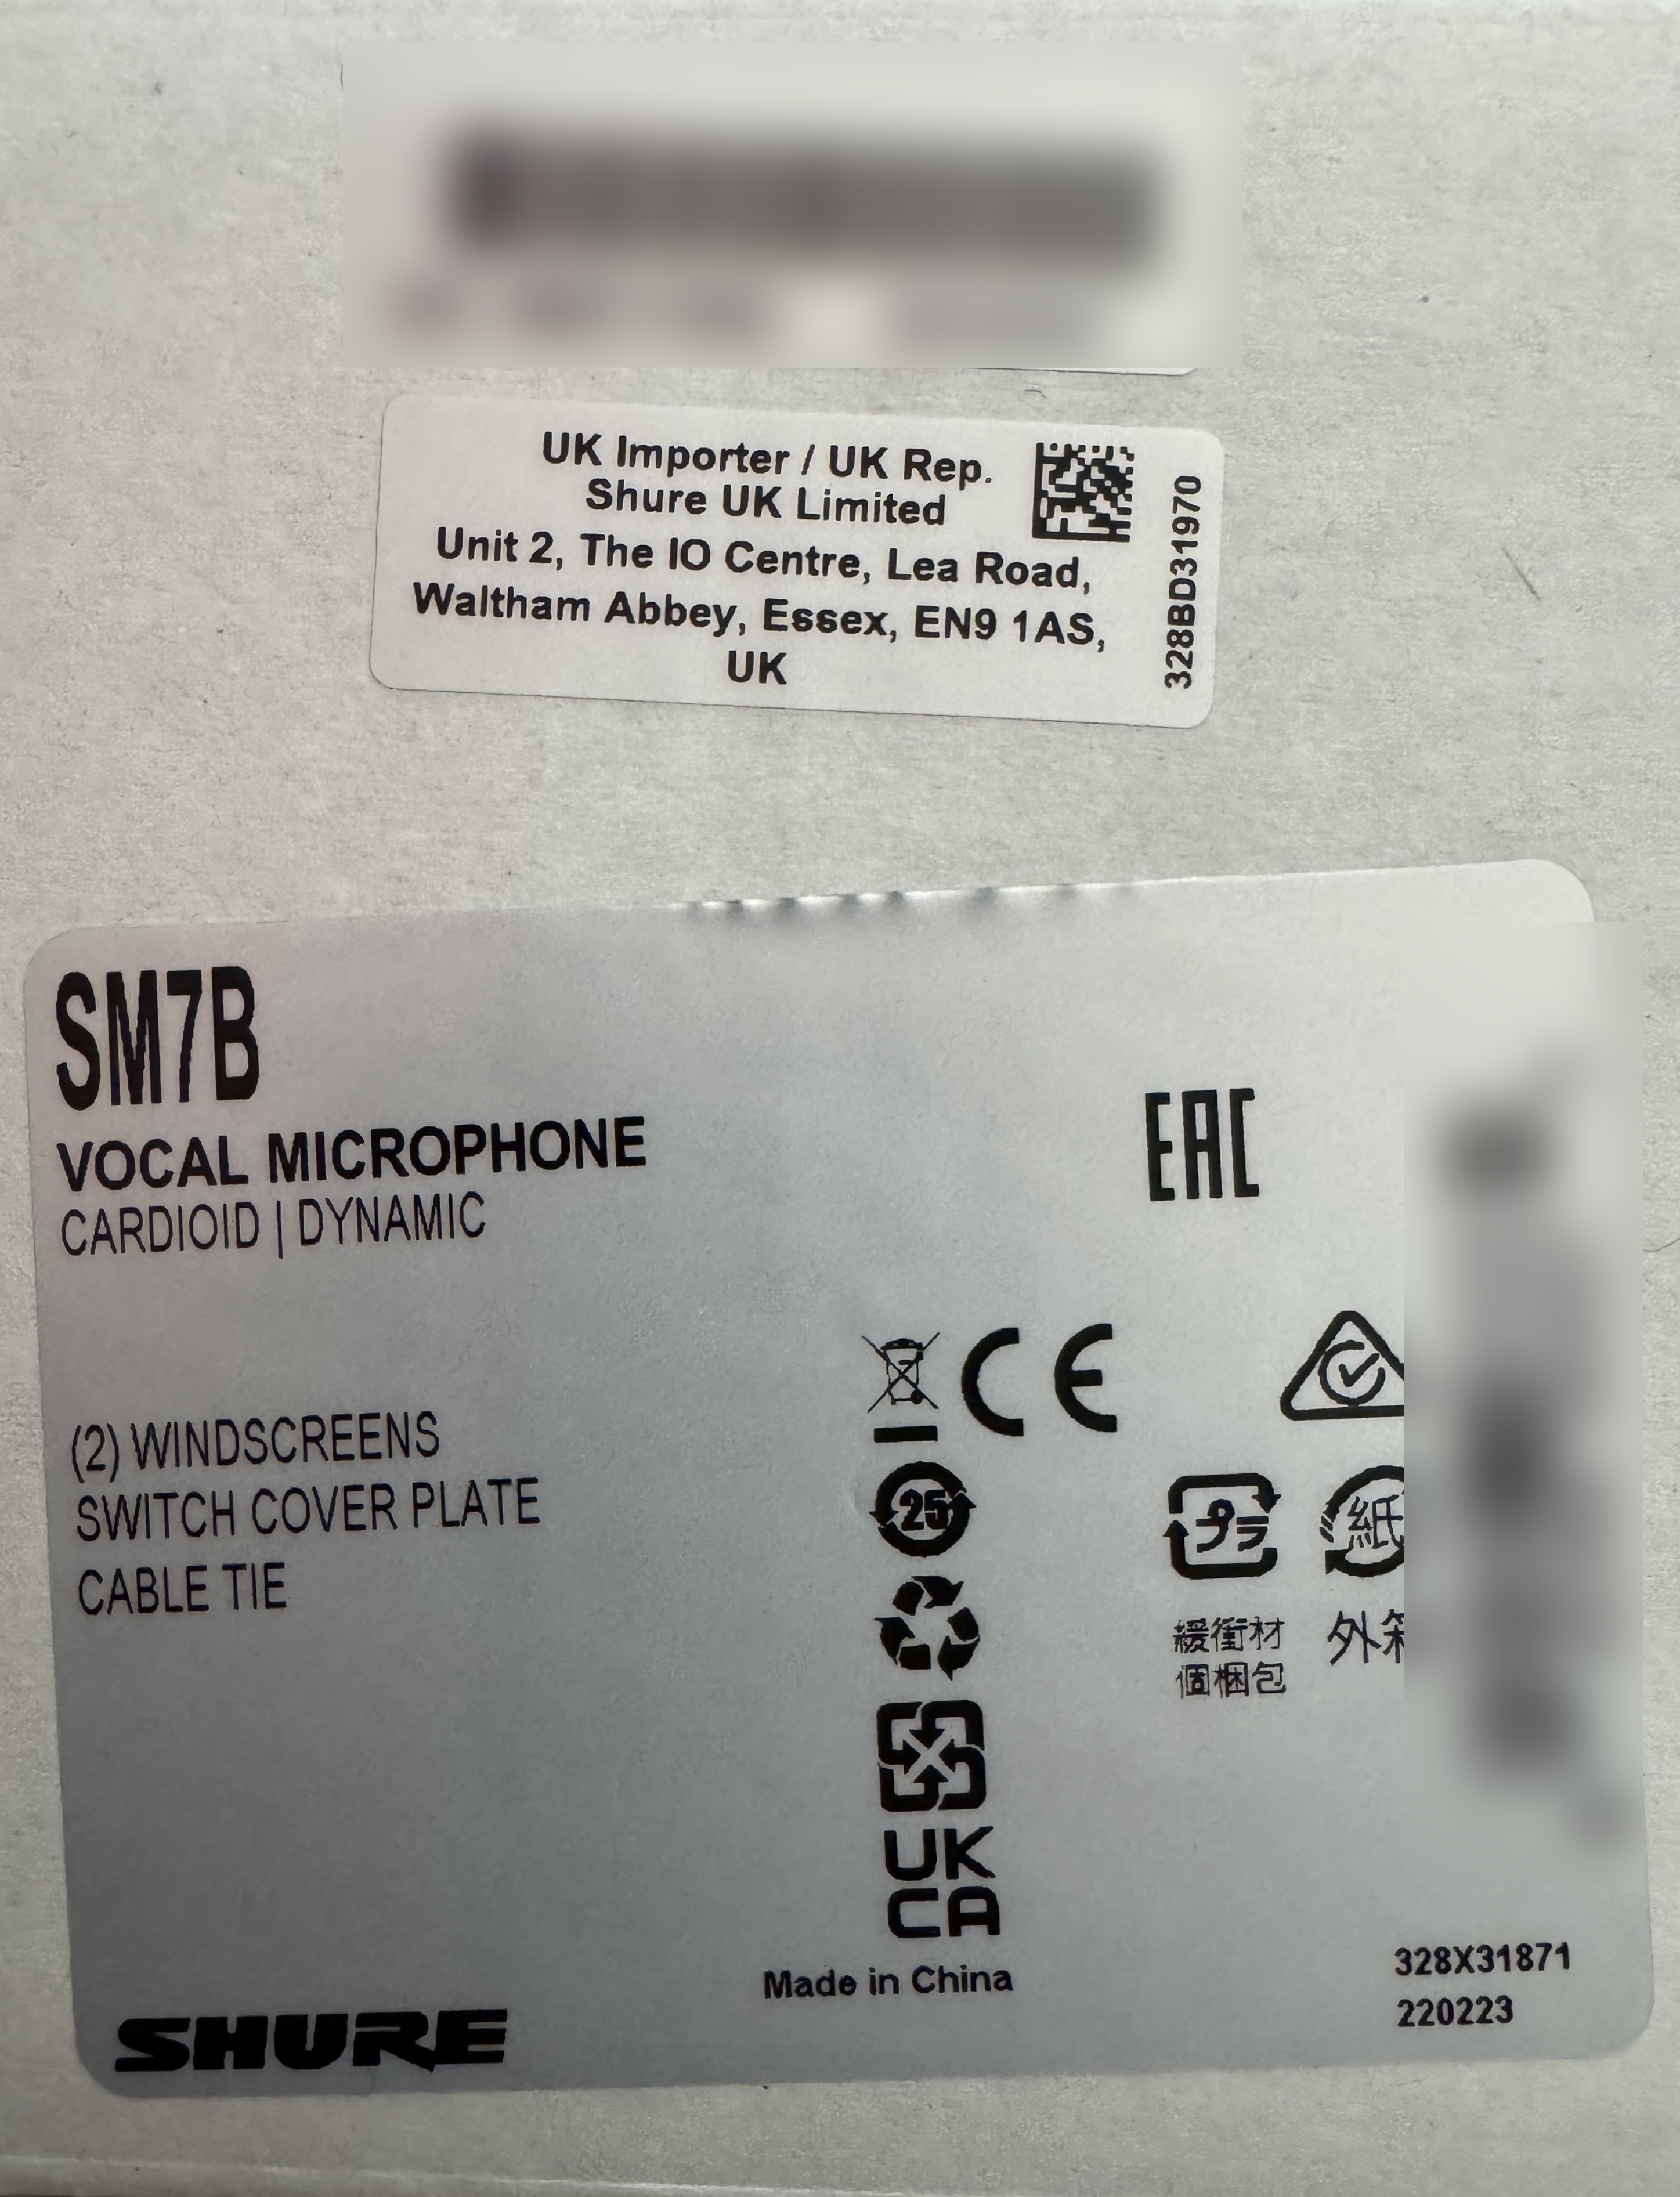 UK Importer / UK Rep.
Shure UK Limited
Unit 2, The IO Centre, Lea Road,
Waltham Abbey, Essex, EN9 1AS,
UK
328BD31970
SM7B
VOCAL MICROPHONE
CARDIOID | DYNAMIC
EAC
(2) WINDSCREENS
SWITCH COVER PLATE
CABLE TIE
CE
25
プラ
紙
緩衝材
個梱包
外
UK
CA
Made in China
328X31871
220223
SHURE